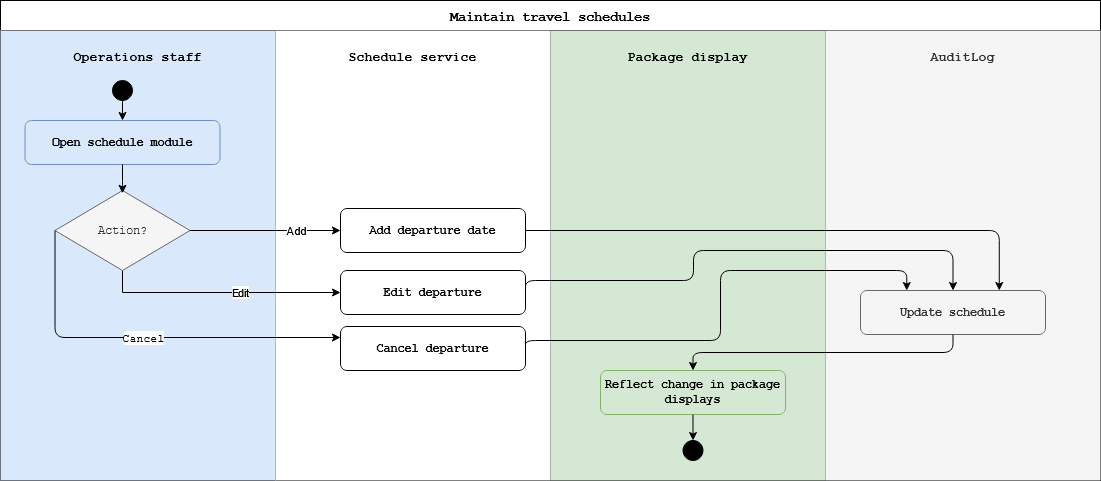 Maintain travel schedules
Operations staff
Schedule service
Package display
AuditLog
Open schedule module
Action?
Add
Add departure date
Edit
Edit departure
Update schedule
Cancel
Cancel departure
Reflect change in package
displays